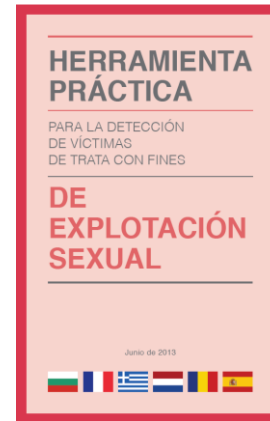 HERRAMIENTA
PRÁCTICA
PARA LA DETECCIÓN
DE VÍCTIMAS
DE TRATA CON FINES
DE
EXPLOTACIÓN
SEXUAL
Junio de 2013